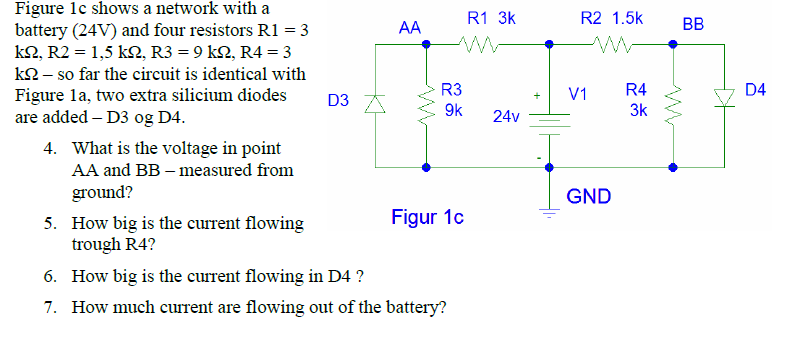 Figure 1c shows a network with a
battery (24V) and four resistors R1 = 3
kΩ, R2 = 1,5 kΩ, R3 = 9 kΩ, R4 = 3
kΩ – so far the circuit is identical with
Figure 1a, two extra silicium diodes
are added – D3 og D4.
4. What is the voltage in point
AA and BB – measured from
ground?
5. How big is the current flowing
trough R4?
6. How big is the current flowing in D4 ?
7. How much current are flowing out of the battery?
AA
R1 3k
R2 1.5k
BB
D3
R3
9k
24v
+
V1
R4
3k
D4
-
GND
Figur 1c